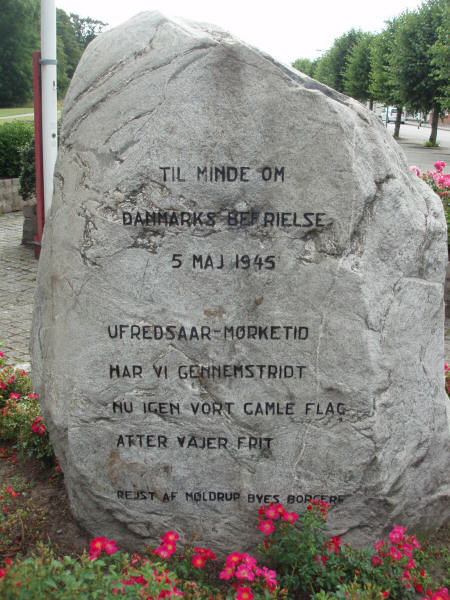 TIL MINDE OM
DANMARKS BEFRIELSE
5 MAJ 1945
UFREDSAAR-MØRKETID
HAR VI GENNEMSTRIDT
NU IGEN VORT GAMLE FLAG
ATTER VAJER FRIT
REJST AF MØLDRUP BYES BORGERE